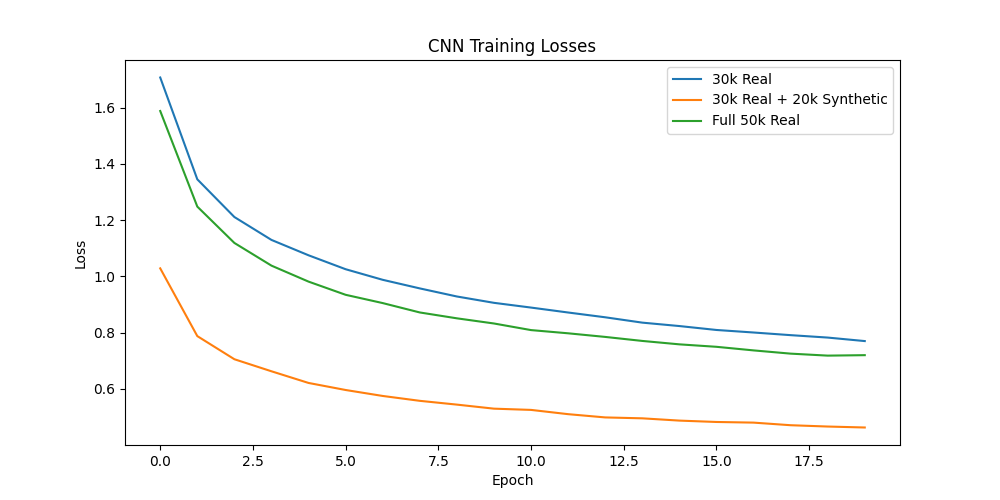 CNN Training Losses
30k Real
30k Real + 20k Synthetic
Full 50k Real
Loss
1.6
1.4
1.2
1.0
0.8
0.6
0.0 2.5 5.0 7.5 10.0 12.5 15.0 17.5
Epoch